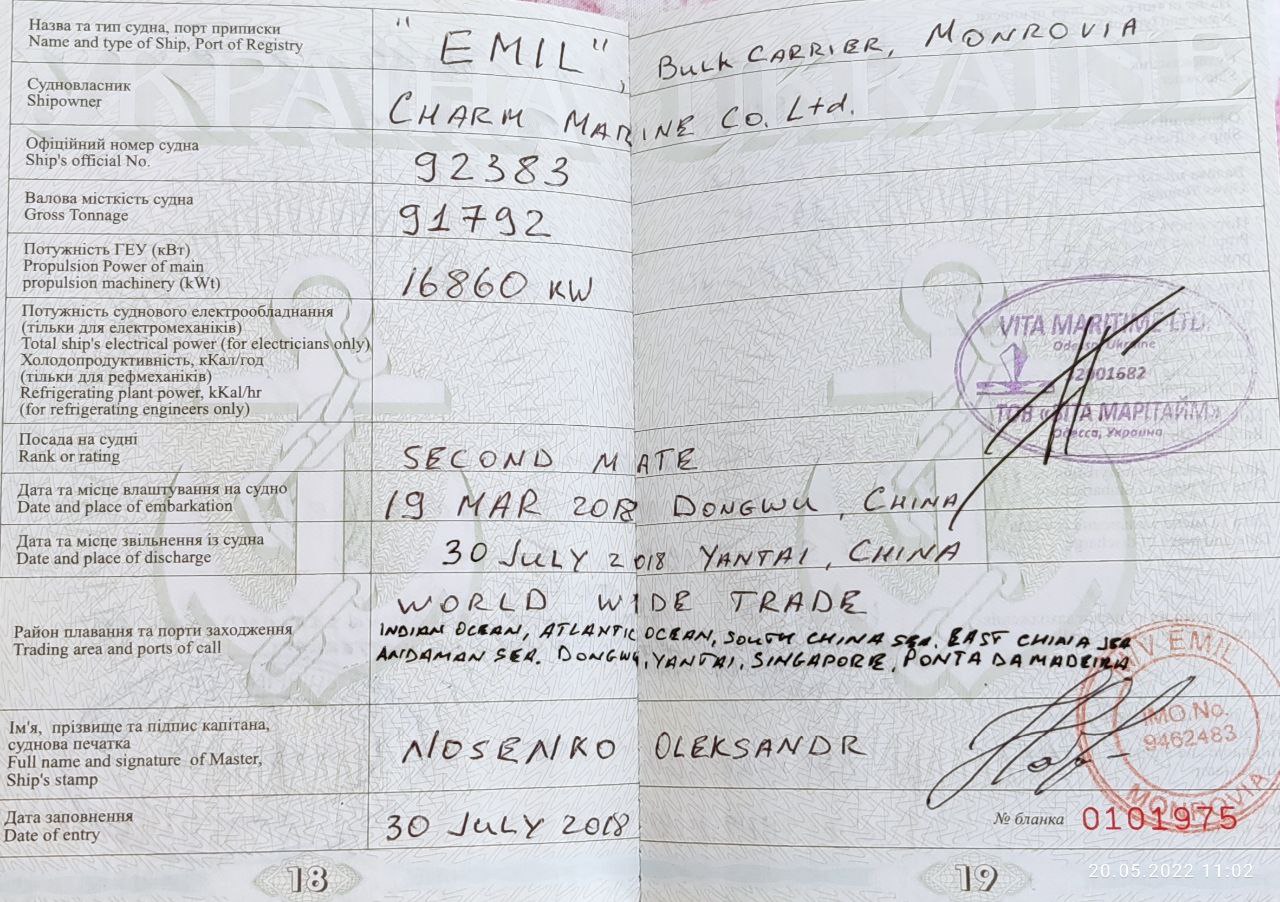 Назва та тип судна, порт приписки
Name and type of Ship, Port of Registry
"EMIL", BULK CARRIER, MONROVIA
Судновласник
Shipowner
CHARM MARINE CO. Ltd.
Офіційний номер судна
Ship's official No.
92383
Валова місткість судна
Gross Tonnage
91792
Потужність ГЕУ (кВт)
Propulsion Power of main
propulsion machinery (kWt)
16860 KW
Потужність суднового електрообладнання
(тільки для електромеханіків)
Total ship's electrical power (for electricians only)
Холодопродуктивність, кКал/год
(тільки для рефмеханіків)
Refrigerating plant power, kKal/hr
(for refrigerating engineers only)
VITA MARITIME LTD.
Odessa, Ukraine
32001682
ТОВ «ВІТА МАРІТАЙМ»
Одесса, Украина
Посада на судні
Rank or rating
SECOND MATE
Дата та місце влаштування на судно
Date and place of embarkation
19 MAR 2018 DONGWU, CHINA
Дата та місце звільнення із судна
Date and place of discharge
30 JULY 2018 YANTAI, CHINA
Район плавання та порти заходження
Trading area and ports of call
WORLD WIDE TRADE
INDIAN OCEAN, ATLANTIC OCEAN, SOUTH CHINA SEA. EAST CHINA SEA
ANDAMAN SEA. DONGWU, YANTAI, SINGAPORE, PONTA DA MADEIRA
Ім'я, прізвище та підпис капітана,
суднова печатка
Full name and signature of Master,
Ship's stamp
NOSENKO OLEKSANDR
MV EMIL
IMO.No.
9462483
MONROVIA
Дата заповнення
Date of entry
30 JULY 2018
№ бланка 0101975
18
19
20.05.2022 11:02